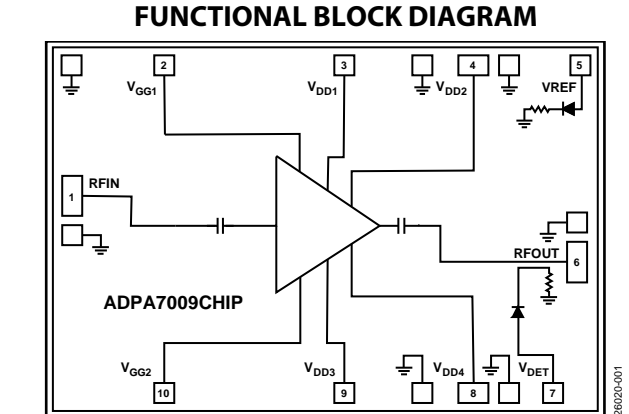 FUNCTIONAL BLOCK DIAGRAM
2 3 4 5
VGG1 VDD1 VDD2 VREF
RFIN
1
RFOUT
6
ADPA7009CHIP
VGG2 VDD3 VDD4 VDET
10 9 8 7
26020-001